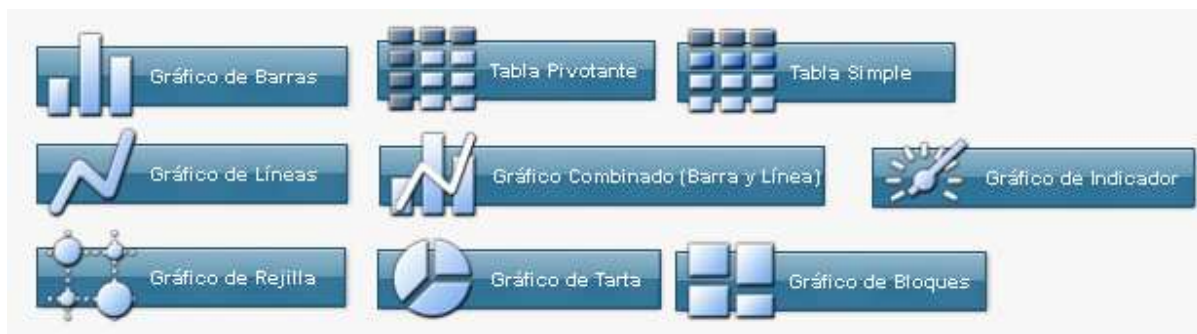 Gráfico de Barras
Tabla Pivotante
Tabla Simple
Gráfico de Líneas
Gráfico Combinado (Barra y Línea)
Gráfico de Indicador
Gráfico de Rejilla
Gráfico de Tarta
Gráfico de Bloques